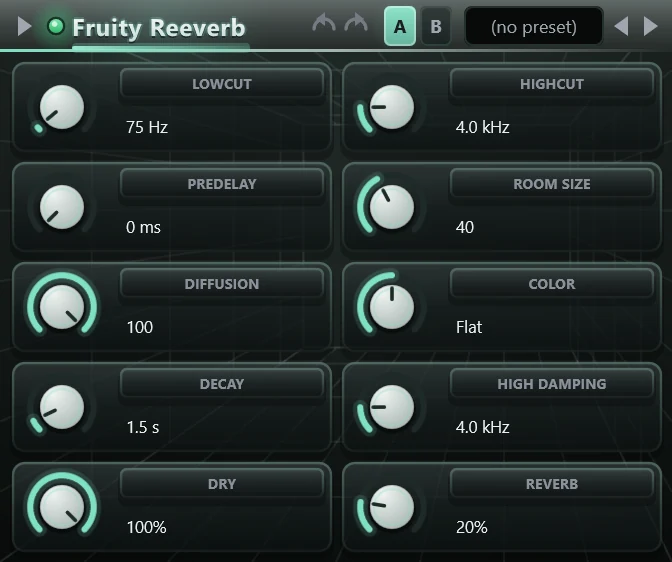 Fruity Reeverb
A B (no preset)
LOWCUT
75 Hz
HIGHCUT
4.0 kHz
PREDELAY
0 ms
ROOM SIZE
40
DIFFUSION
100
COLOR
Flat
DECAY
1.5 s
HIGH DAMPING
4.0 kHz
DRY
100%
REVERB
20%